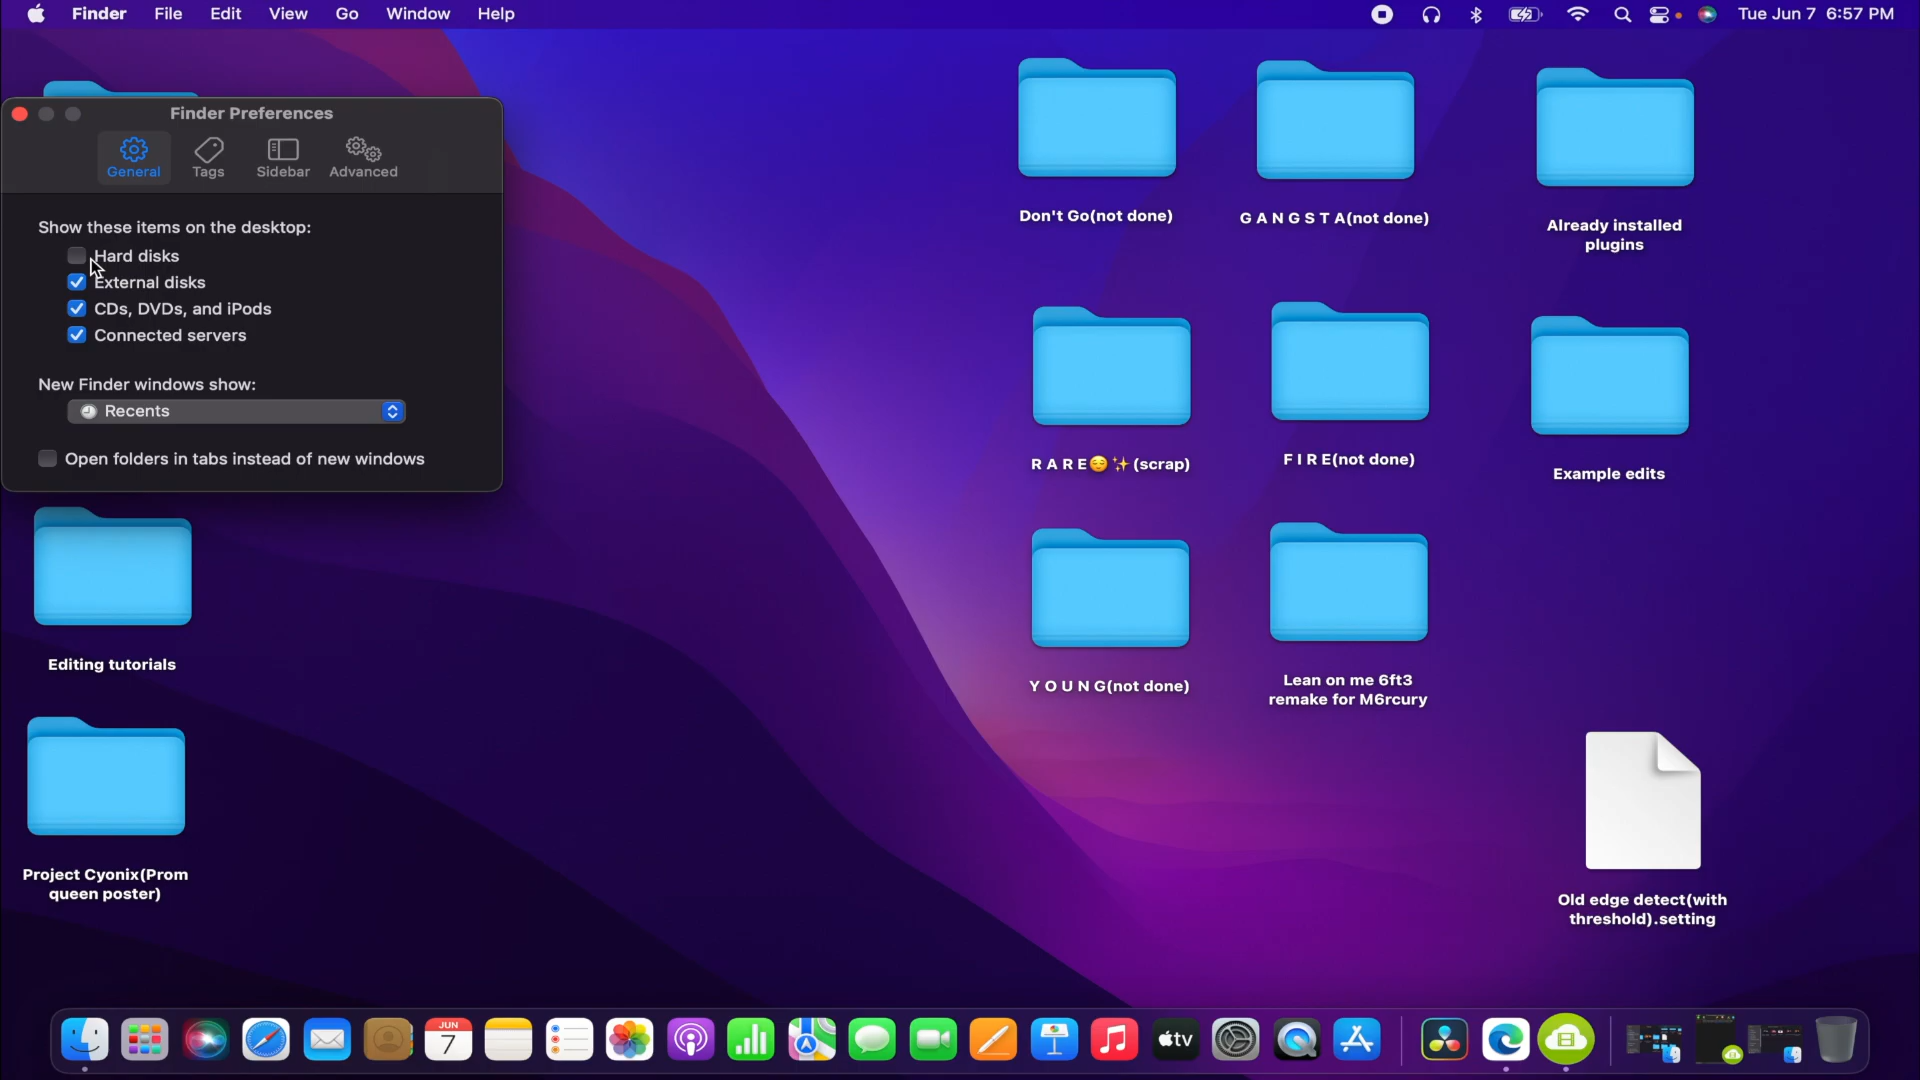 Finder File Edit View Go Window Help
Tue Jun 7 6:57 PM
Finder Preferences
General Tags Sidebar Advanced
Show these items on the desktop:
Hard disks
External disks
CDs, DVDs, and iPods
Connected servers
New Finder windows show:
Recents
Open folders in tabs instead of new windows
Editing tutorials
Project Cyonix(Prom
queen poster)
Don't Go(not done)
G A N G S T A(not done)
Already installed
plugins
R A R E😌✨(scrap)
F I R E(not done)
Example edits
Y O U N G(not done)
Lean on me 6ft3
remake for M6rcury
Old edge detect(with
threshold).setting
JUN
7
tv